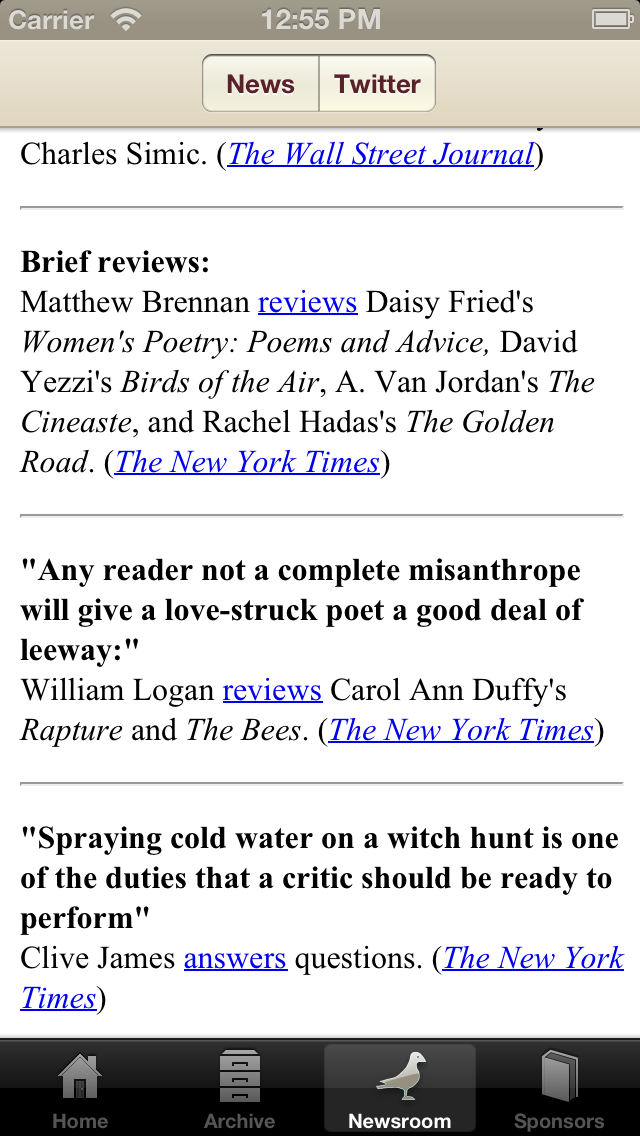 Carrier 12:55 PM
News Twitter
Charles Simic. (The Wall Street Journal)
Brief reviews:
Matthew Brennan reviews Daisy Fried's
Women's Poetry: Poems and Advice, David
Yezzi's Birds of the Air, A. Van Jordan's The
Cineaste, and Rachel Hadas's The Golden
Road. (The New York Times)
"Any reader not a complete misanthrope
will give a love-struck poet a good deal of
leeway:"
William Logan reviews Carol Ann Duffy's
Rapture and The Bees. (The New York Times)
"Spraying cold water on a witch hunt is one
of the duties that a critic should be ready to
perform"
Clive James answers questions. (The New York
Times)
Home Archive Newsroom Sponsors